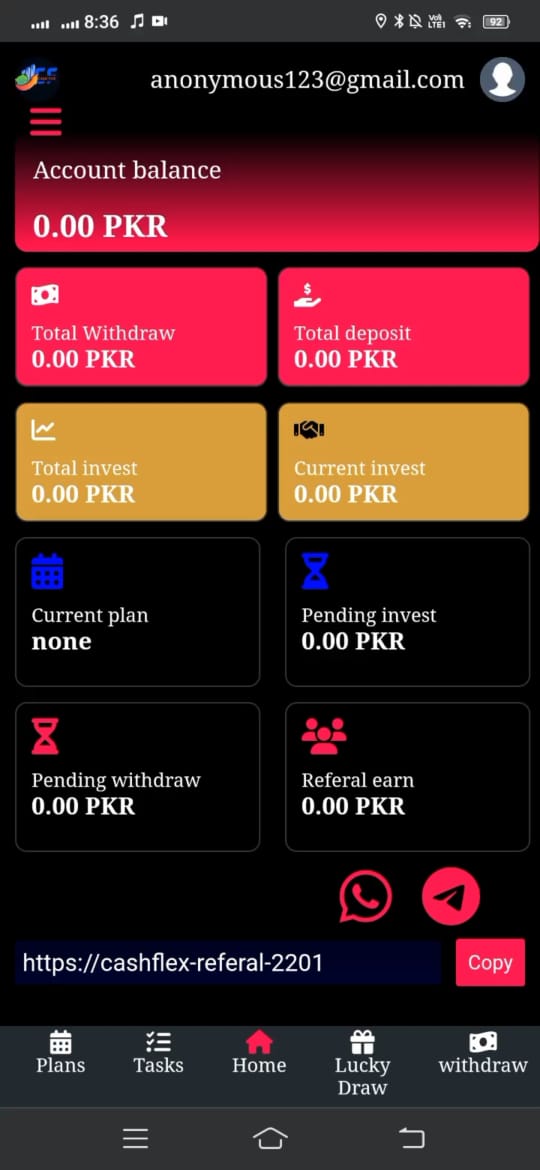 8:36 VoI LTE1 92
anonymous123@gmail.com
Account balance
0.00 PKR
Total Withdraw
0.00 PKR
Total deposit
0.00 PKR
Total invest
0.00 PKR
Current invest
0.00 PKR
Current plan
none
Pending invest
0.00 PKR
Pending withdraw
0.00 PKR
Referal earn
0.00 PKR
https://cashflex-referal-2201
Copy
Plans
Tasks
Home
Lucky
Draw
withdraw